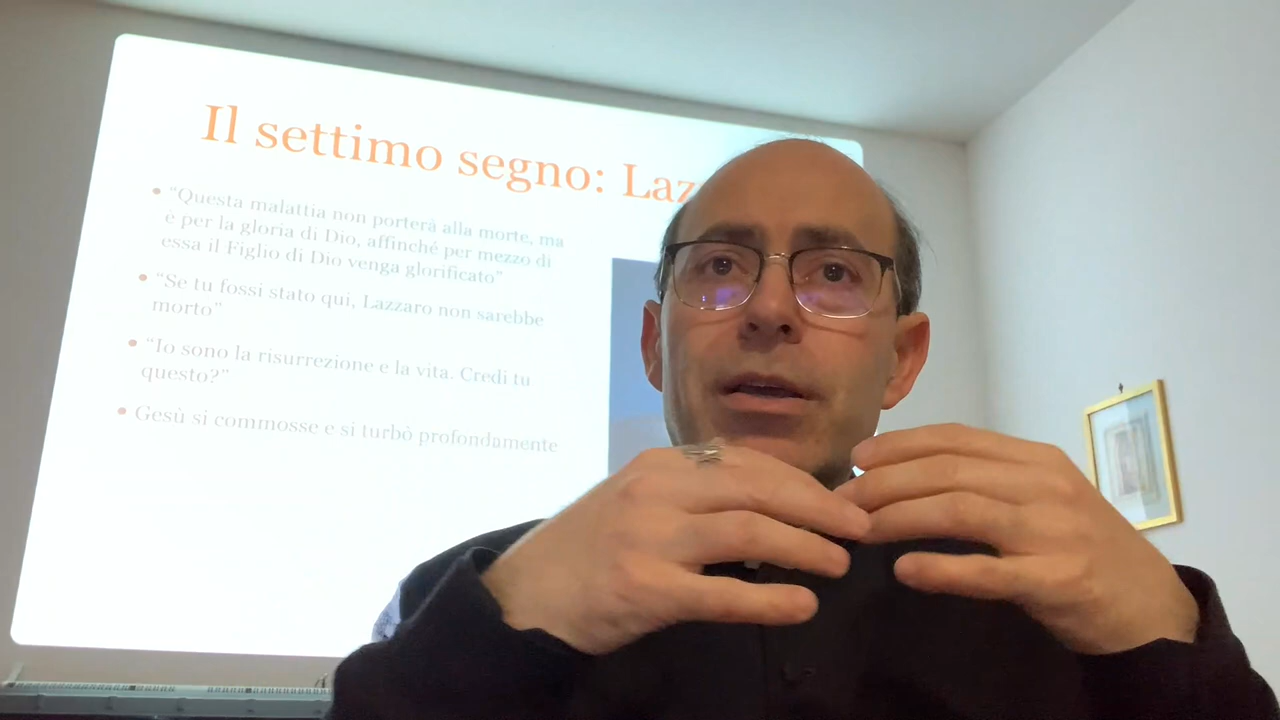 Il settimo segno: Laz
• “Questa malattia non porterà alla morte, ma
è per la gloria di Dio, affinché per mezzo di
essa il Figlio di Dio venga glorificato”
• “Se tu fossi stato qui, Lazzaro non sarebbe
morto”
• “Io sono la risurrezione e la vita. Credi tu
questo?”
• Gesù si commosse e si turbò profondamente